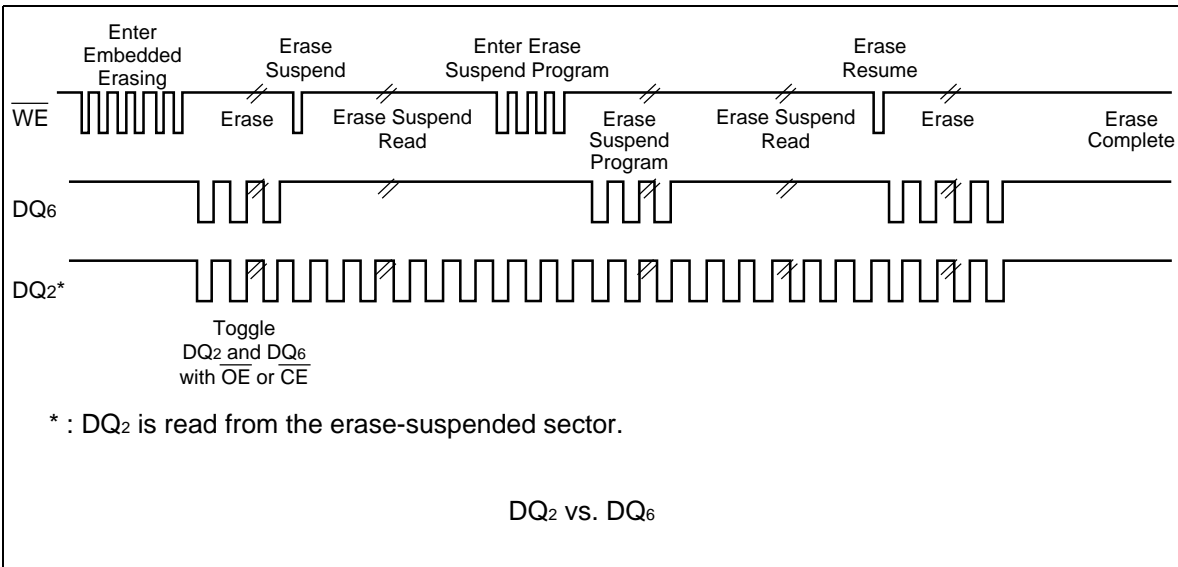 Enter
Embedded
Erasing
Erase
Suspend
Enter Erase
Suspend Program
Erase
Resume
WE
Erase
Erase Suspend
Read
Erase
Suspend
Program
Erase Suspend
Read
Erase
Erase
Complete
DQ6
DQ2*
Toggle
DQ2 and DQ6
with OE or CE
* : DQ2 is read from the erase-suspended sector.
DQ2 vs. DQ6